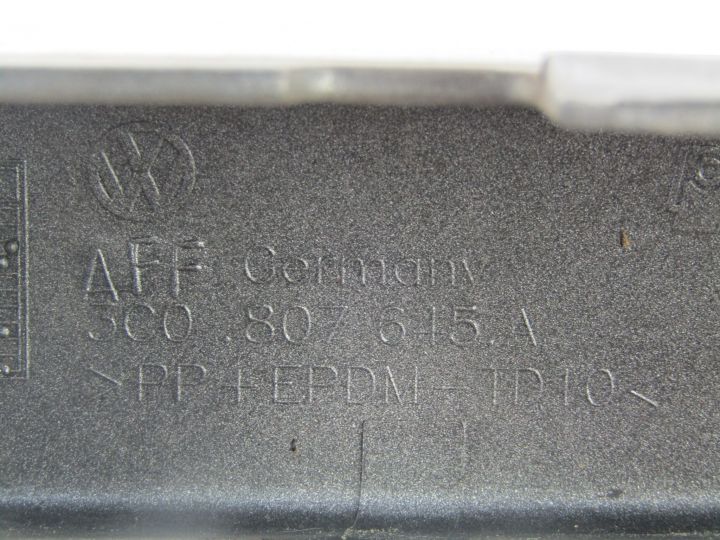 AFF Germany
3C0.807 645.A
>PP+EPDM-TD10<